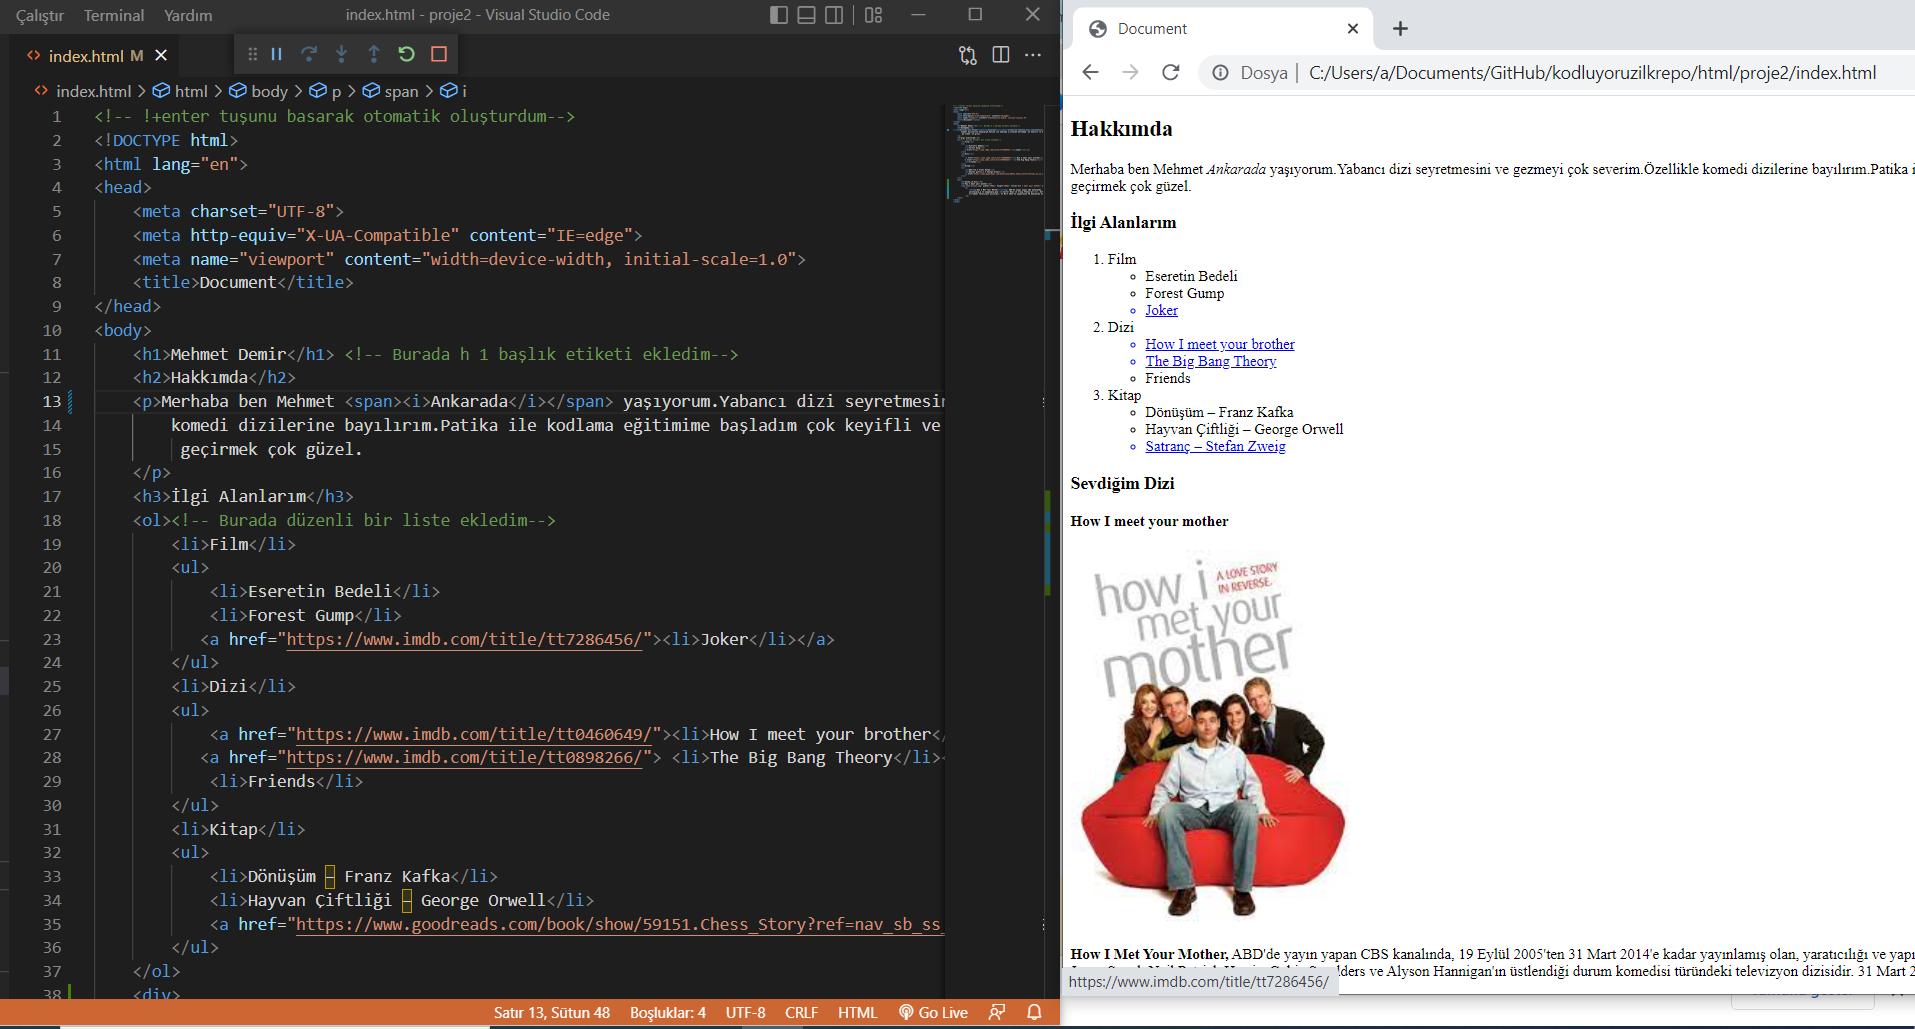 Çalıştır Terminal Yardım index.html - proje2 - Visual Studio Code
index.html M
index.html > html > body > p > span > i
1 <!-- !+enter tuşunu basarak otomatik oluşturdum-->
2 <!DOCTYPE html>
3 <html lang="en">
4 <head>
5 <meta charset="UTF-8">
6 <meta http-equiv="X-UA-Compatible" content="IE=edge">
7 <meta name="viewport" content="width=device-width, initial-scale=1.0">
8 <title>Document</title>
9 </head>
10 <body>
11 <h1>Mehmet Demir</h1> <!-- Burada h 1 başlık etiketi ekledim-->
12 <h2>Hakkımda</h2>
13 <p>Merhaba ben Mehmet <span><i>Ankarada</i></span> yaşıyorum.Yabancı dizi seyretmesin
14 komedi dizilerine bayılırım.Patika ile kodlama eğitimime başladım çok keyifli ve
15 geçirmek çok güzel.
16 </p>
17 <h3>İlgi Alanlarım</h3>
18 <ol><!-- Burada düzenli bir liste ekledim-->
19 <li>Film</li>
20 <ul>
21 <li>Eseretin Bedeli</li>
22 <li>Forest Gump</li>
23 <a href="https://www.imdb.com/title/tt7286456/"><li>Joker</li></a>
24 </ul>
25 <li>Dizi</li>
26 <ul>
27 <a href="https://www.imdb.com/title/tt0460649/"><li>How I meet your brother</
28 <a href="https://www.imdb.com/title/tt0898266/"> <li>The Big Bang Theory</li><
29 <li>Friends</li>
30 </ul>
31 <li>Kitap</li>
32 <ul>
33 <li>Dönüşüm – Franz Kafka</li>
34 <li>Hayvan Çiftliği – George Orwell</li>
35 <a href="https://www.goodreads.com/book/show/59151.Chess_Story?ref=nav_sb_ss_
36 </ul>
37 </ol>
38 <div>
Satır 13, Sütun 48 Boşluklar: 4 UTF-8 CRLF HTML Go Live
Document
Dosya | C:/Users/a/Documents/GitHub/kodluyoruzilkrepo/html/proje2/index.html
Hakkımda
Merhaba ben Mehmet Ankarada yaşıyorum.Yabancı dizi seyretmesini ve gezmeyi çok severim.Özellikle komedi dizilerine bayılırım.Patika i
geçirmek çok güzel.
İlgi Alanlarım
1. Film
Eseretin Bedeli
Forest Gump
Joker
2. Dizi
How I meet your brother
The Big Bang Theory
Friends
3. Kitap
Dönüşüm – Franz Kafka
Hayvan Çiftliği – George Orwell
Satranç – Stefan Zweig
Sevdiğim Dizi
How I meet your mother
how i
A LOVE STORY
IN REVERSE.
met your
mother
How I Met Your Mother, ABD'de yayın yapan CBS kanalında, 19 Eylül 2005'ten 31 Mart 2014'e kadar yayınlamış olan, yaratıcılığı ve yapı
lders ve Alyson Hannigan'ın üstlendiği durum komedisi türündeki televizyon dizisidir. 31 Mart 2
https://www.imdb.com/title/tt7286456/